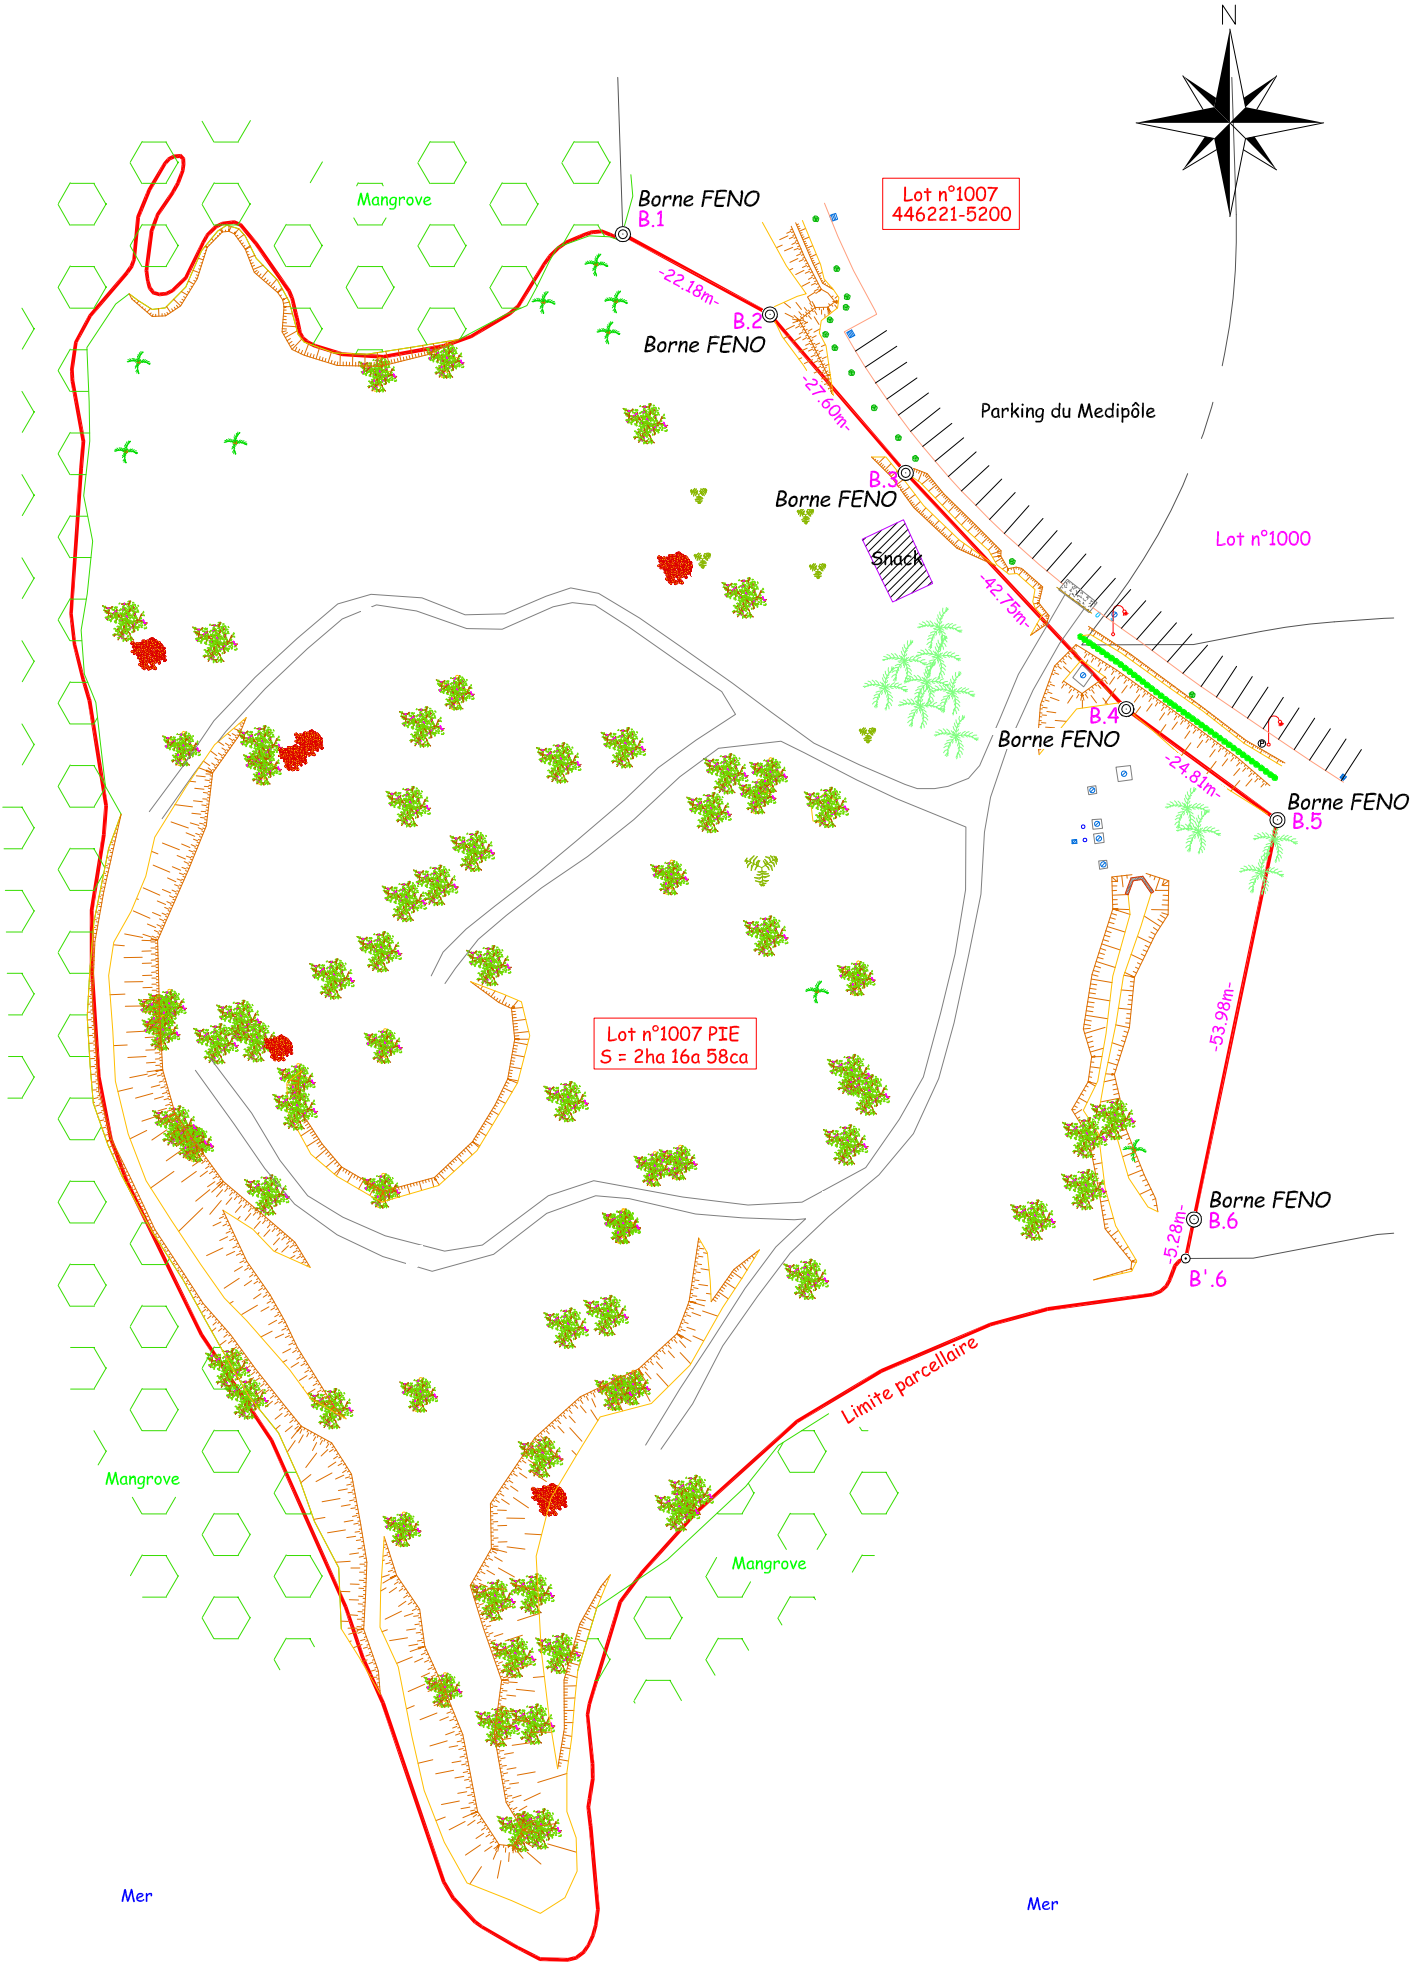 N
Lot n°1007
446221-5200
Mangrove
Borne FENO
B.1
-22.18m-
B.2
Borne FENO
-27.60m-
Parking du Medipôle
B.3
Borne FENO
Lot n°1000
Snack
-42.75m-
B.4
Borne FENO
-24.81m-
Borne FENO
B.5
-53.98m-
Lot n°1007 PIE
S = 2ha 16a 58ca
Borne FENO
B.6
-5.28m-
B'.6
Limite parcellaire
Mangrove
Mangrove
Mer
Mer